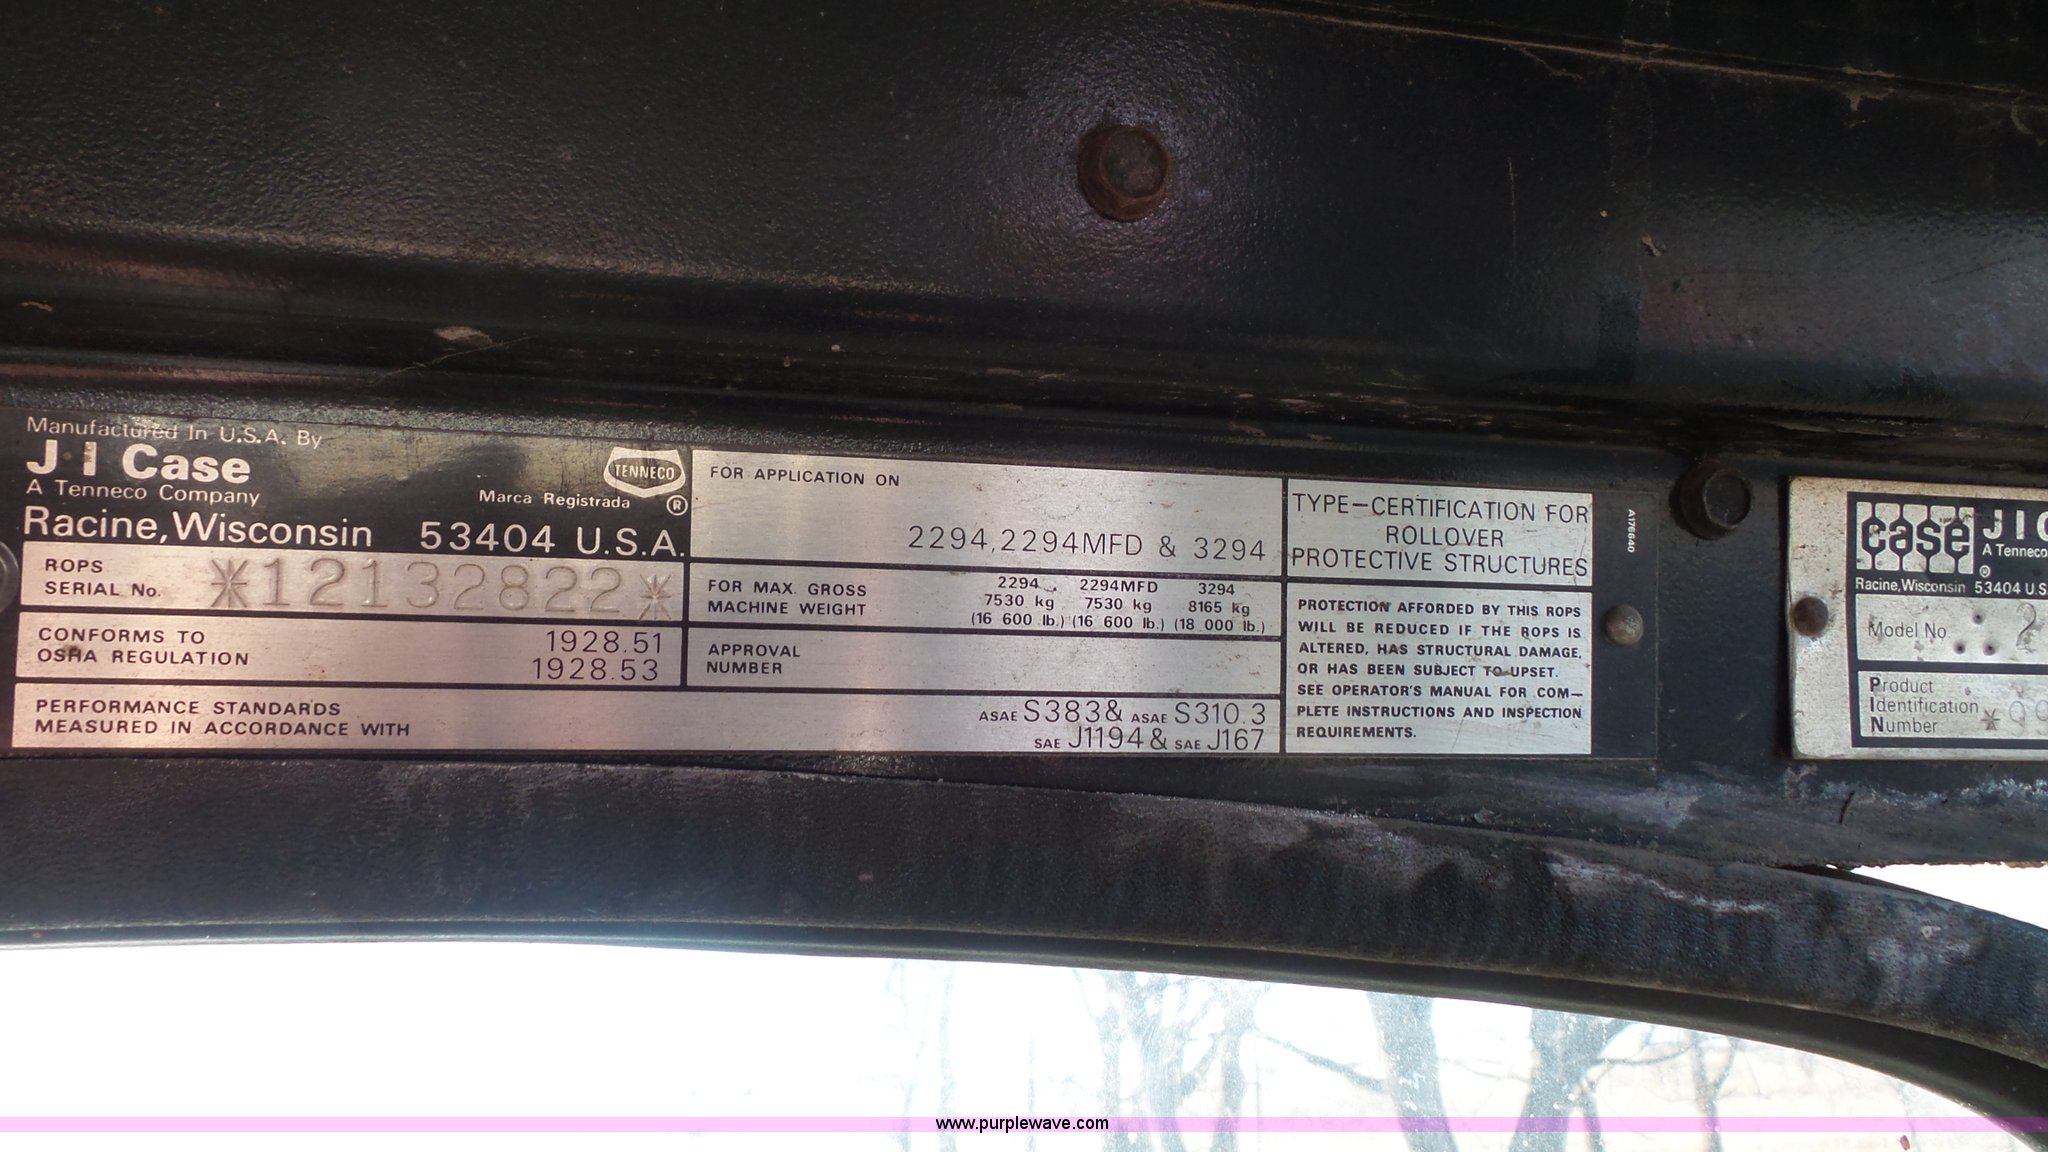 Manufactured In U.S.A. By
J I Case
A Tenneco Company
Racine, Wisconsin 53404 U.S.A.
TENNECO
Marca Registrada ®
ROPS
SERIAL No. *12132822*
CONFORMS TO
OSHA REGULATION
1928.51
1928.53
PERFORMANCE STANDARDS
MEASURED IN ACCORDANCE WITH
ASAE S383 & ASAE S310.3
SAE J1194 & SAE J167
FOR APPLICATION ON
2294, 2294MFD & 3294
FOR MAX. GROSS
MACHINE WEIGHT
2294 2294MFD 3294
7530 kg 7530 kg 8165 kg
(16 600 lb.) (16 600 lb.) (18 000 lb.)
APPROVAL
NUMBER
TYPE-CERTIFICATION FOR
ROLLOVER
PROTECTIVE STRUCTURES
PROTECTION AFFORDED BY THIS ROPS
WILL BE REDUCED IF THE ROPS IS
ALTERED, HAS STRUCTURAL DAMAGE,
OR HAS BEEN SUBJECT TO UPSET.
SEE OPERATOR'S MANUAL FOR COM-
PLETE INSTRUCTIONS AND INSPECTION
REQUIREMENTS.
A176640
case ®
J I
A Tenneco
Racine, Wisconsin 53404 U.S.
Model No. 2
Product
Identification
Number *99
www.purplewave.com